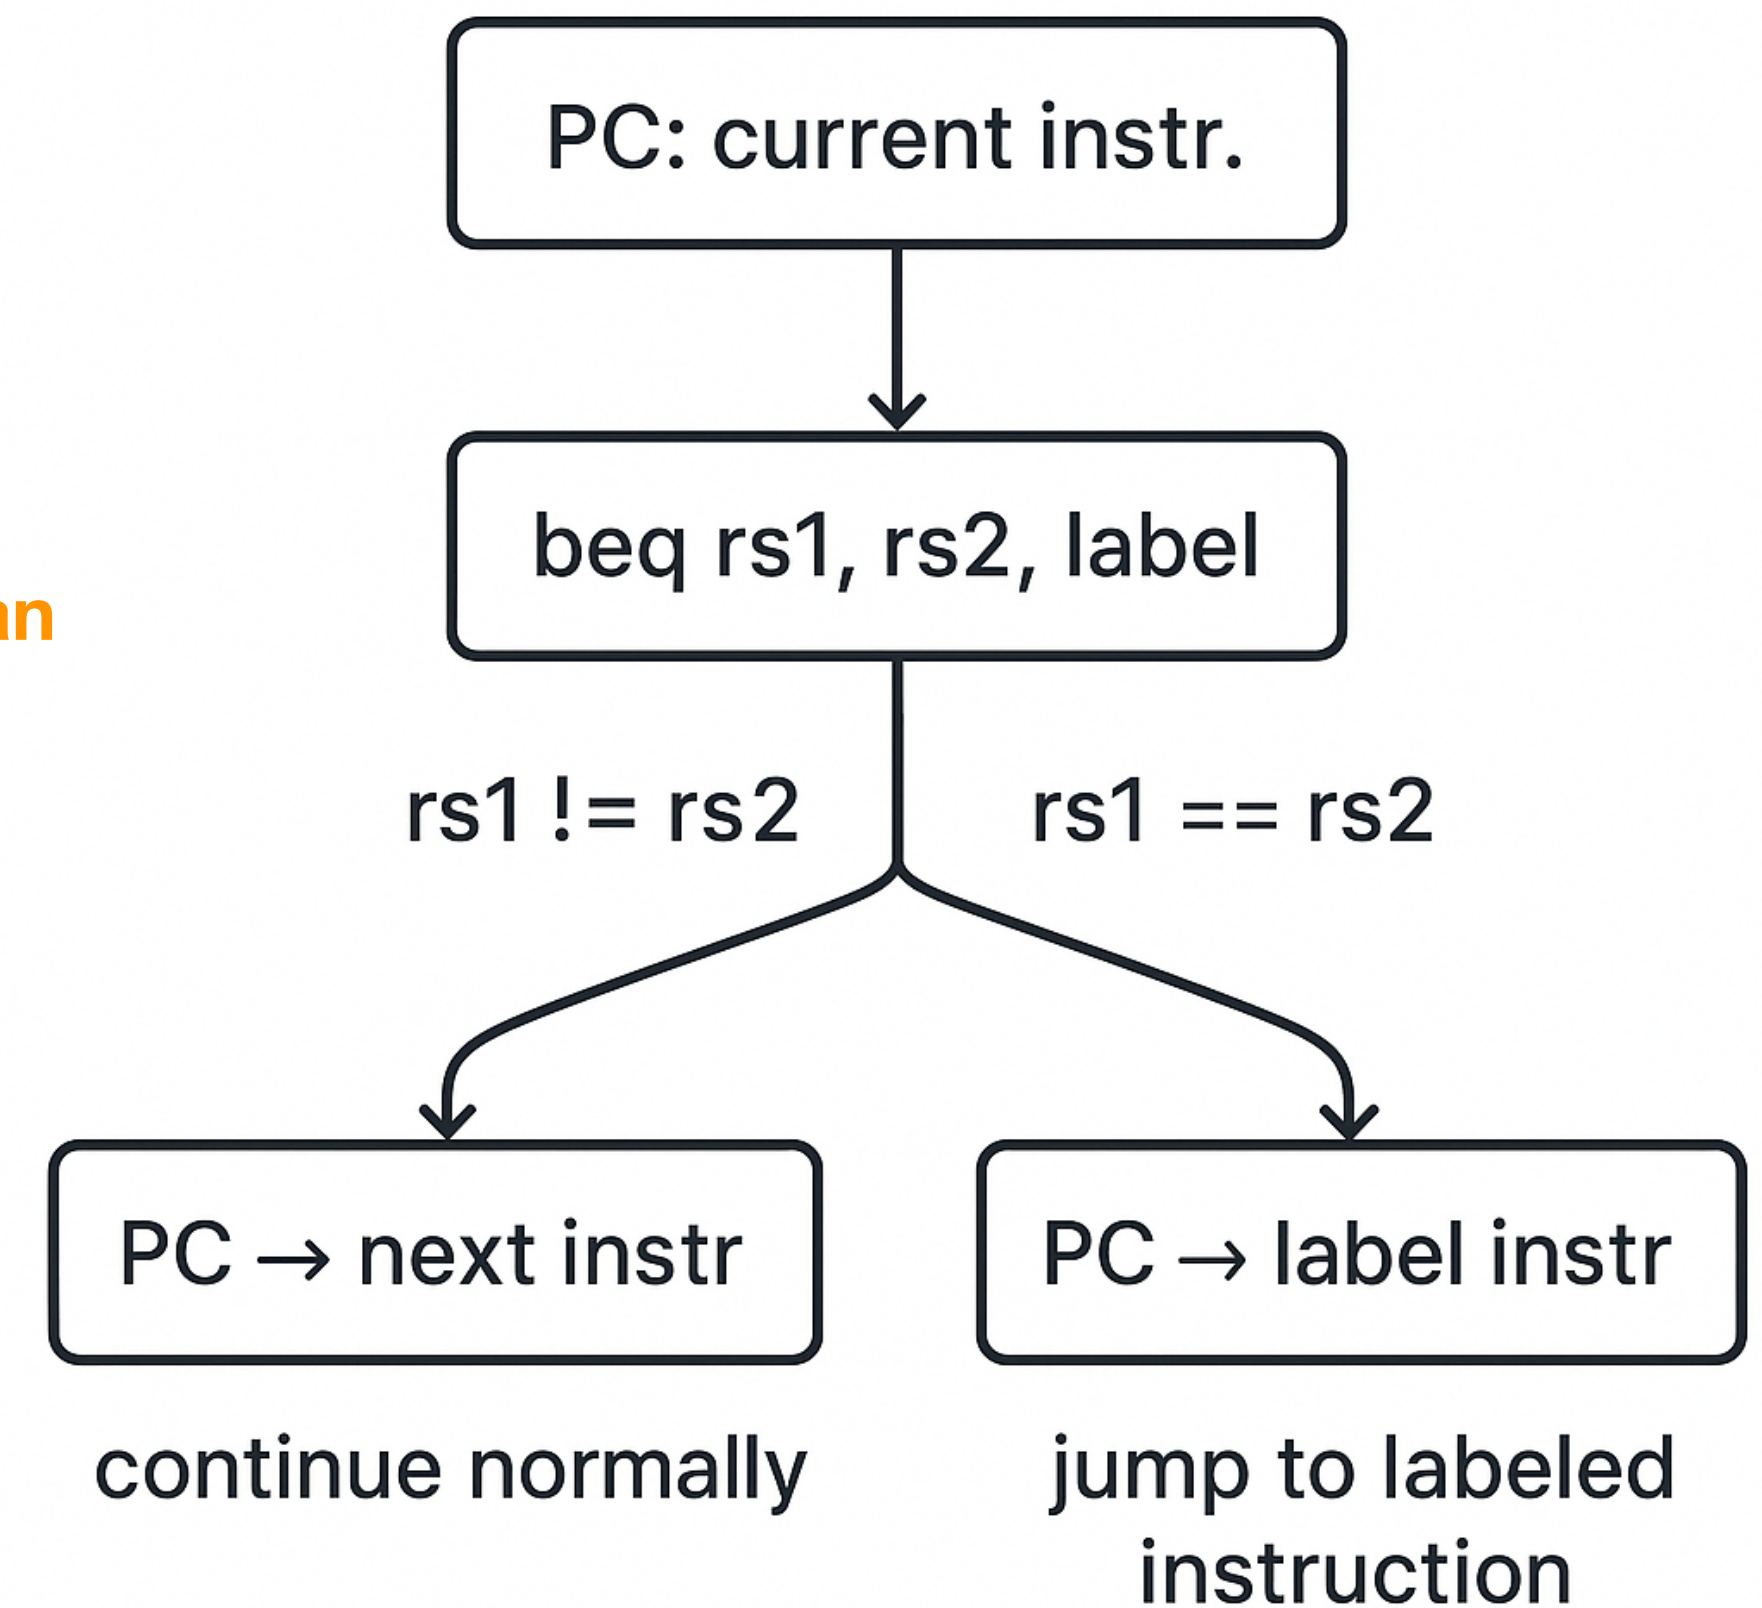 PC: current instr.
beq rs1, rs2, label
an
rs1 != rs2
rs1 == rs2
PC → next instr
PC → label instr
continue normally
jump to labeled
instruction